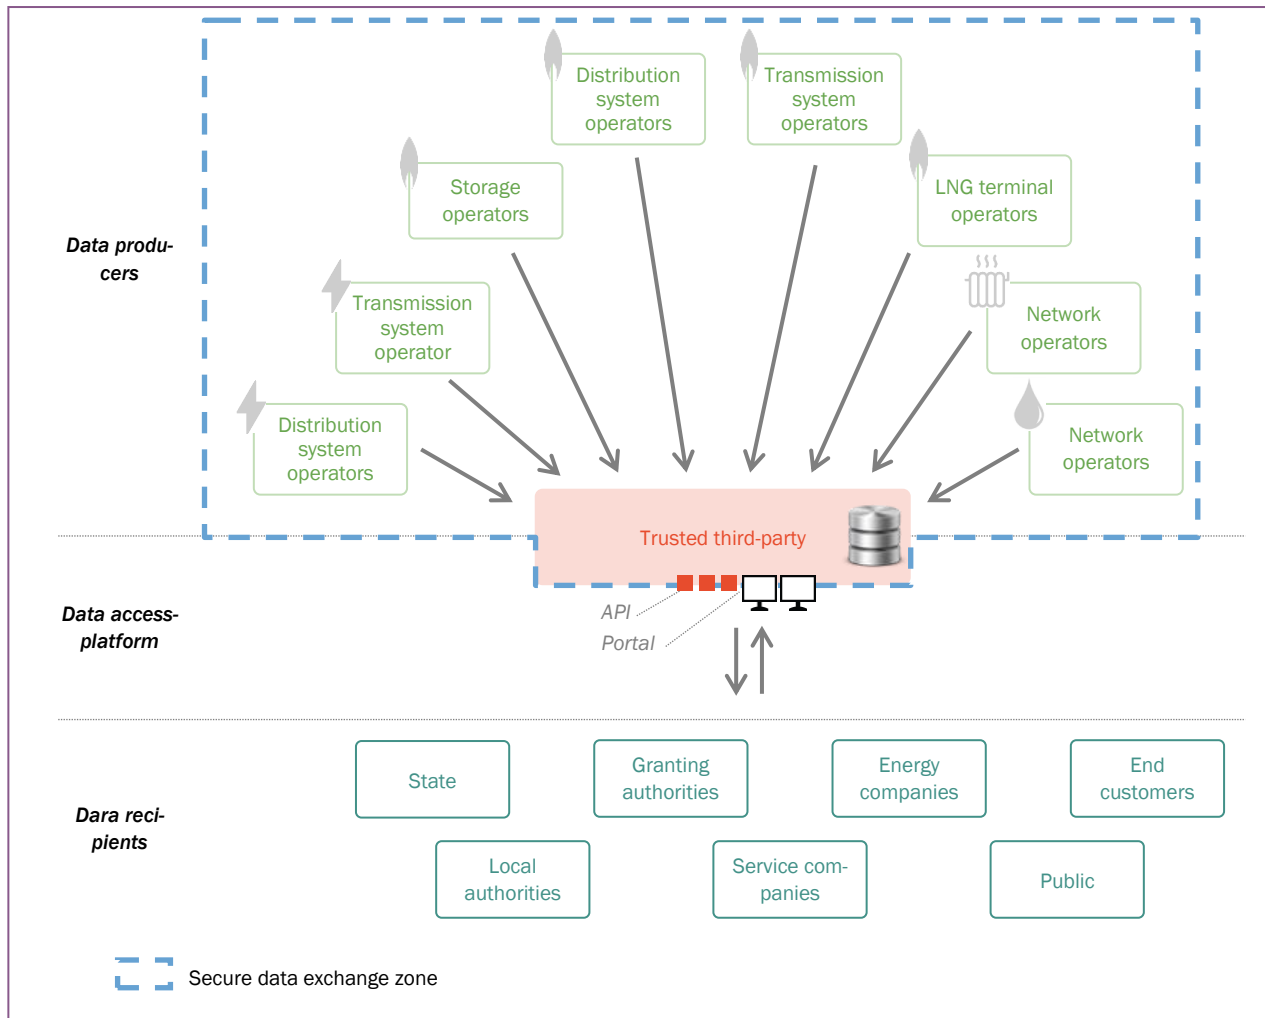 Distribution
system
operators
Transmission
system
operators
Storage
operators
LNG terminal
operators
Data produ-
cers
Transmission
system
operator
Network
operators
Distribution
system
operators
Network
operators
Trusted third-party
API
Portal
Data access-
platform
State
Granting
authorities
Energy
companies
End
customers
Dara reci-
pients
Local
authorities
Service com-
panies
Public
Secure data exchange zone